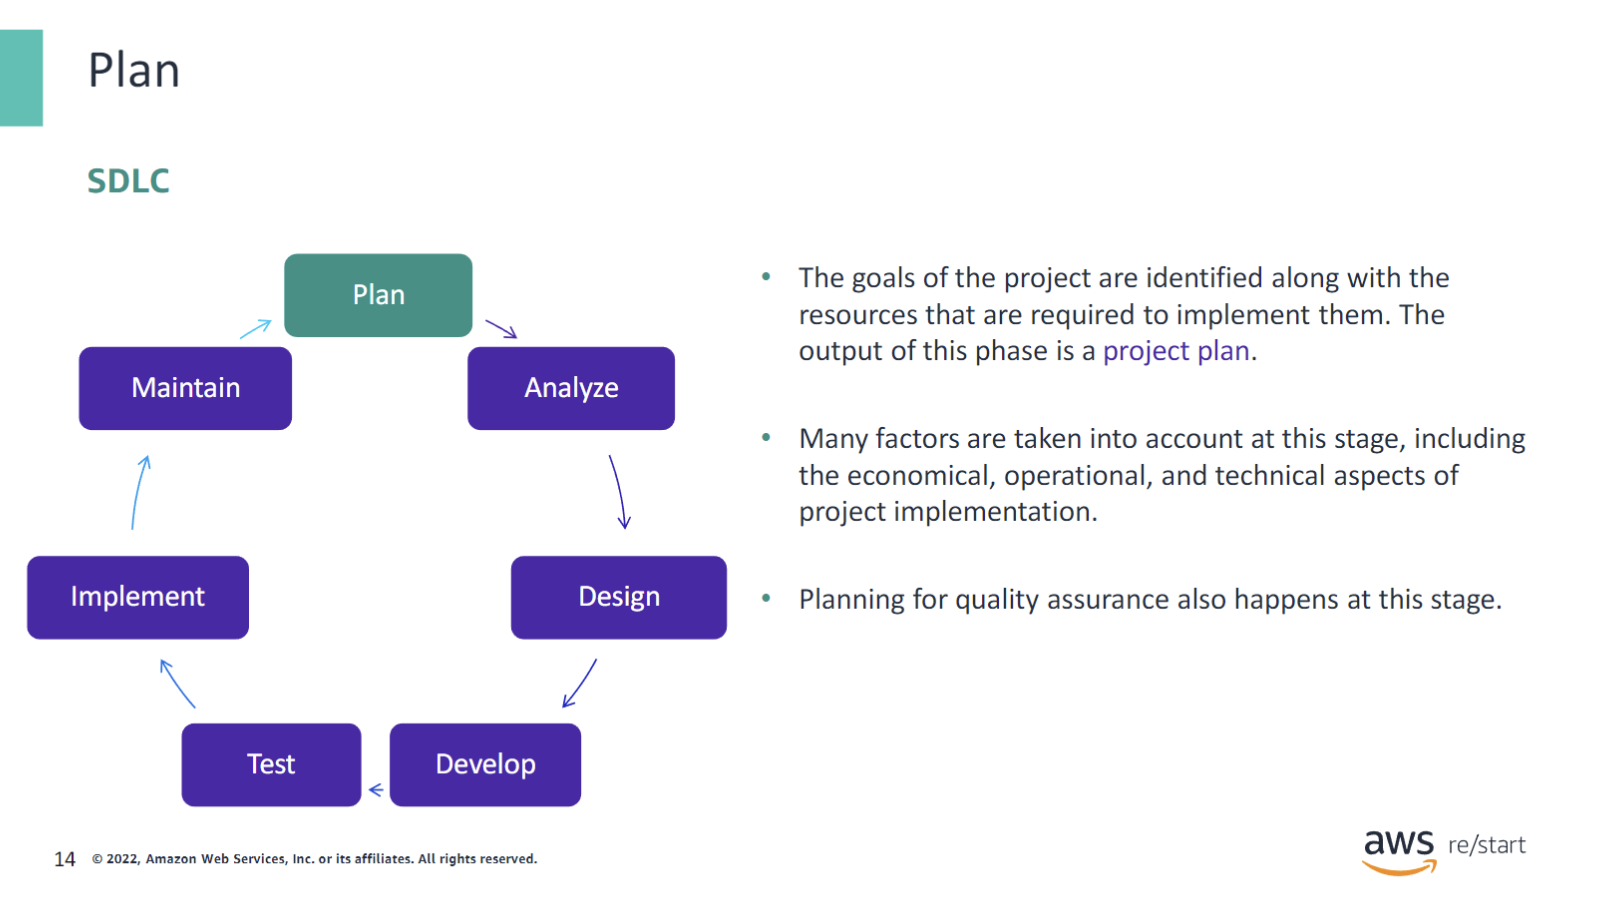 Plan
SDLC
Plan
Maintain
Analyze
Implement
Design
Test
Develop
• The goals of the project are identified along with the
resources that are required to implement them. The
output of this phase is a project plan.
• Many factors are taken into account at this stage, including
the economical, operational, and technical aspects of
project implementation.
• Planning for quality assurance also happens at this stage.
14 © 2022, Amazon Web Services, Inc. or its affiliates. All rights reserved.
aws re/start